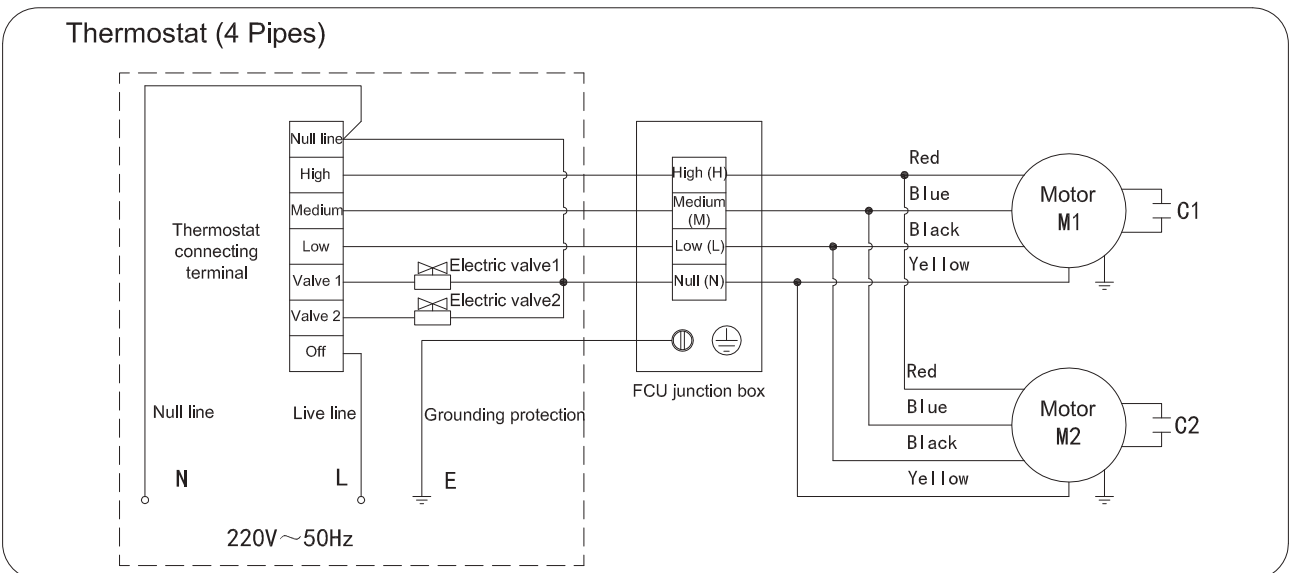 Thermostat (4 Pipes)
Thermostat
connecting
terminal
Null line
High
Medium
Low
Valve 1
Valve 2
Off
Electric valve1
Electric valve2
Null line
Live line
Grounding protection
N
L
E
220V～50Hz
High (H)
Medium
(M)
Low (L)
Null (N)
FCU junction box
Red
Blue
Black
Yellow
Motor
M1
C1
Red
Blue
Black
Yellow
Motor
M2
C2